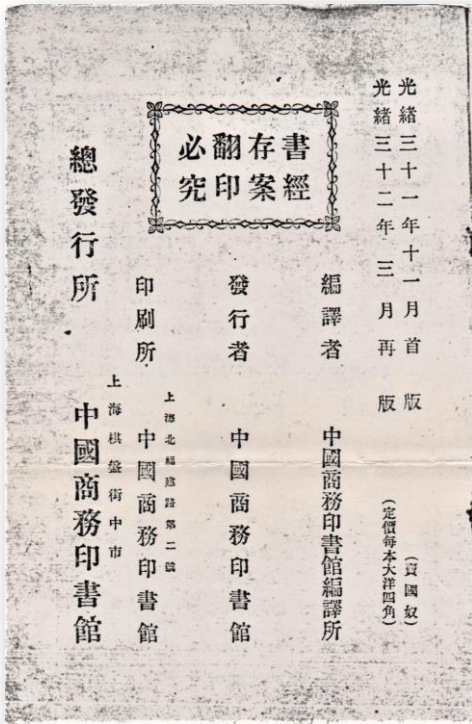 光緒三十一年十一月首版 （賣國奴）
光緒三十二年三月再版 （定價每本大洋四角）
書經
存案
翻印
必究
編譯者 中國商務印書館編譯所
發行者 中國商務印書館
上海北福建路第二號
印刷所 中國商務印書館
上海棋盤街中市
總發行所 中國商務印書館